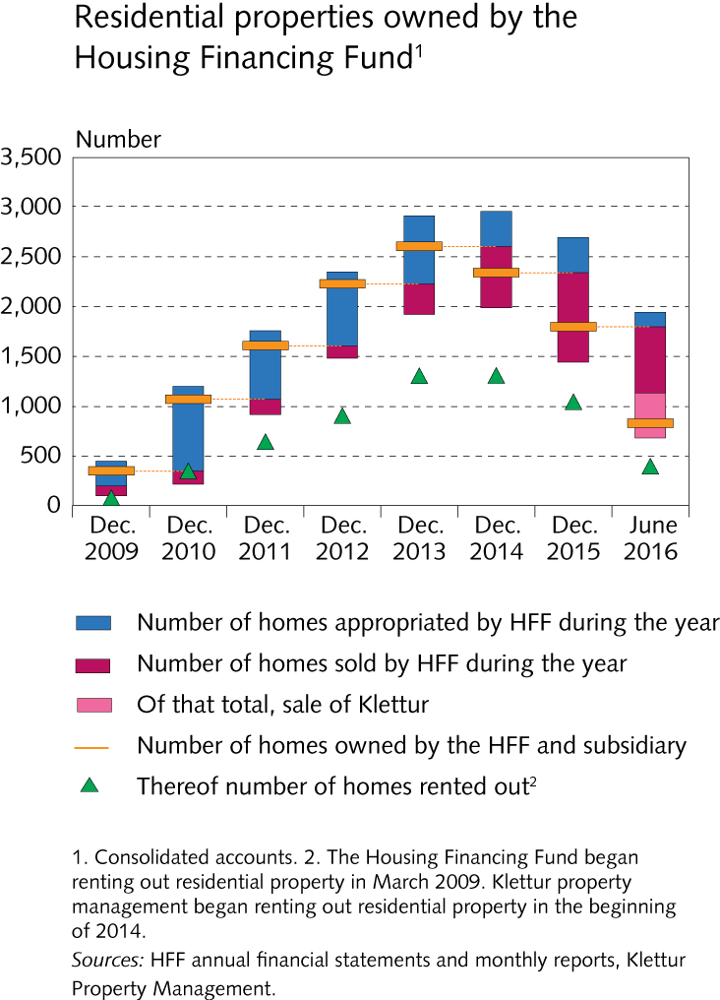 Residential properties owned by the
Housing Financing Fund¹
Number
3,500
3,000
2,500
2,000
1,500
1,000
500
0
Dec. Dec. Dec. Dec. Dec. Dec. Dec. June
2009 2010 2011 2012 2013 2014 2015 2016
Number of homes appropriated by HFF during the year
Number of homes sold by HFF during the year
Of that total, sale of Klettur
Number of homes owned by the HFF and subsidiary
Thereof number of homes rented out²
1. Consolidated accounts. 2. The Housing Financing Fund began
renting out residential property in March 2009. Klettur property
management began renting out residential property in the beginning
of 2014.
Sources: HFF annual financial statements and monthly reports, Klettur
Property Management.